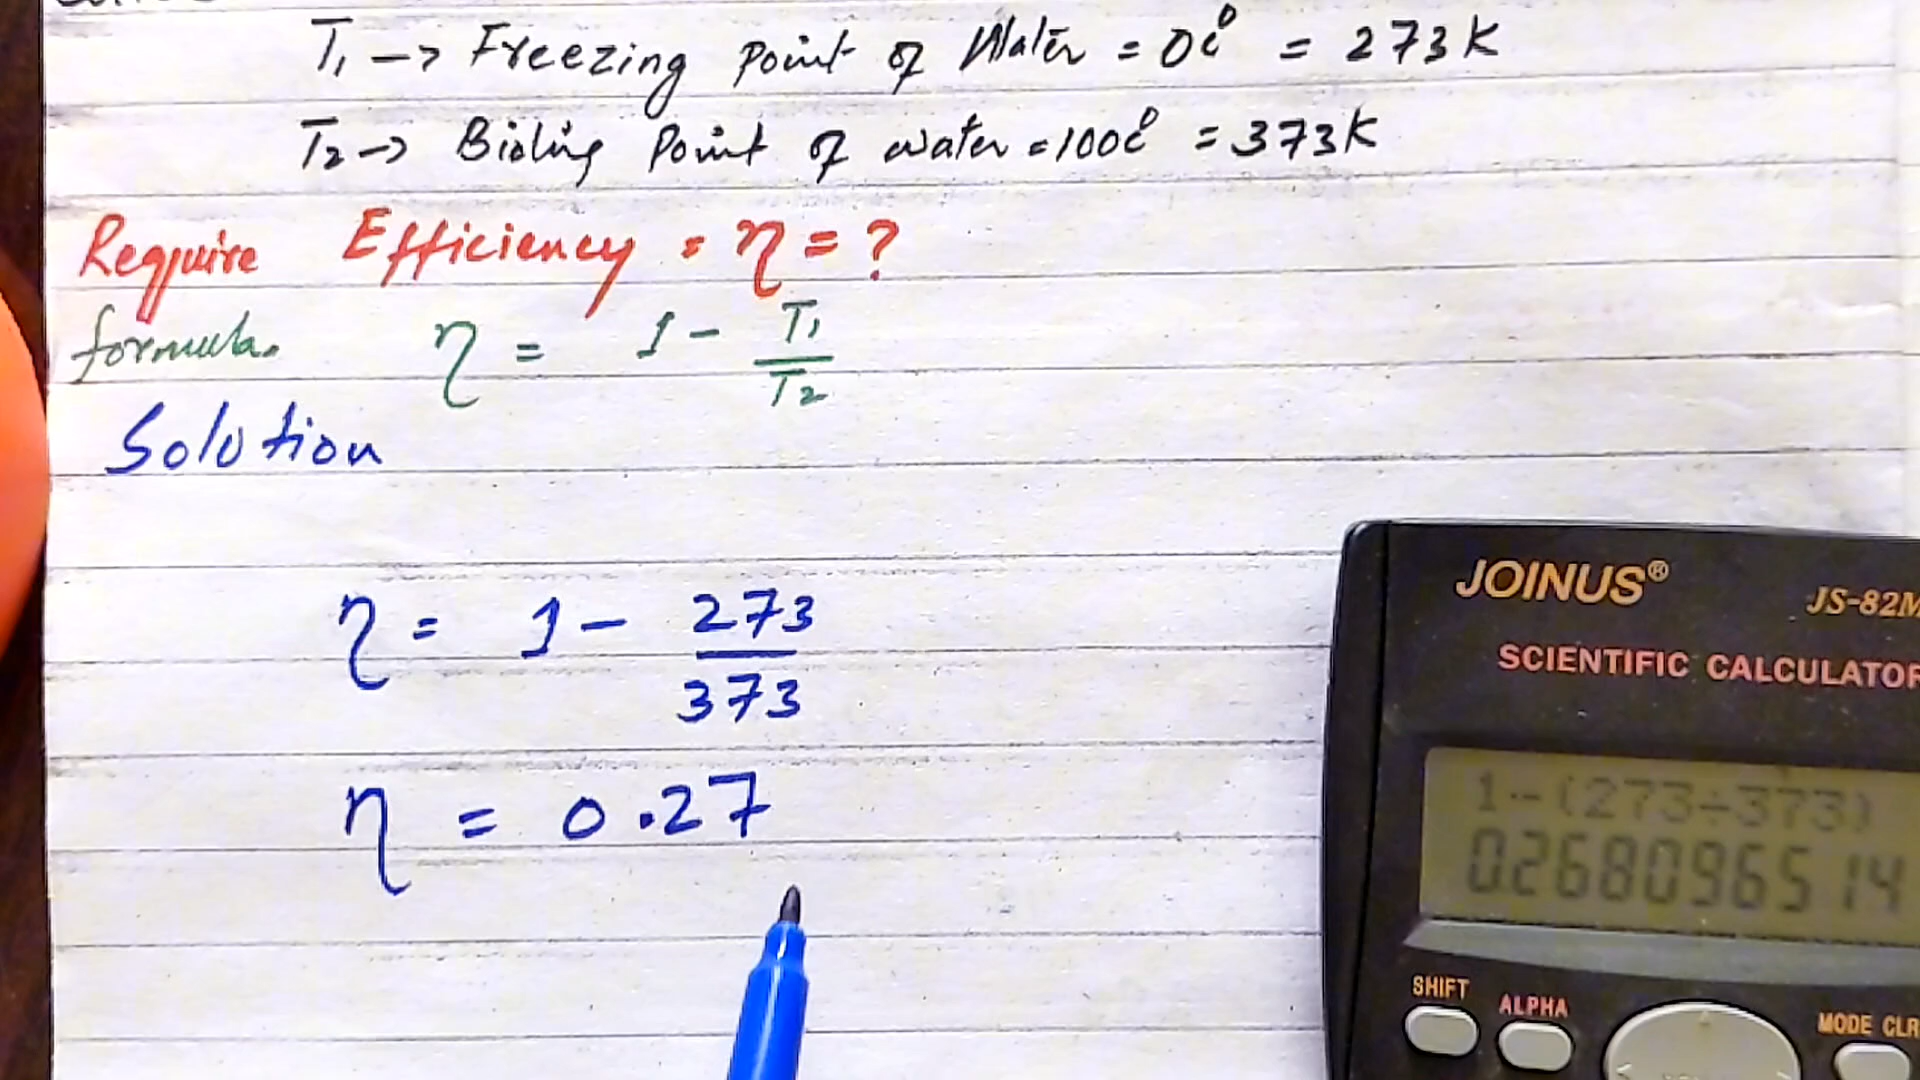 T₁ → Freezing Point of Water = 0c° = 273K
T₂ → Bioling Point of water = 100c° = 373K
Require Efficiency = η = ?
formula. η = 1 - T₁/T₂
Solution
η = 1 - 273/373
η = 0.27
JOINUS®
JS-82M
SCIENTIFIC CALCULATOR
1-(273÷373)
0.268096514
SHIFT
ALPHA
MODE CLR